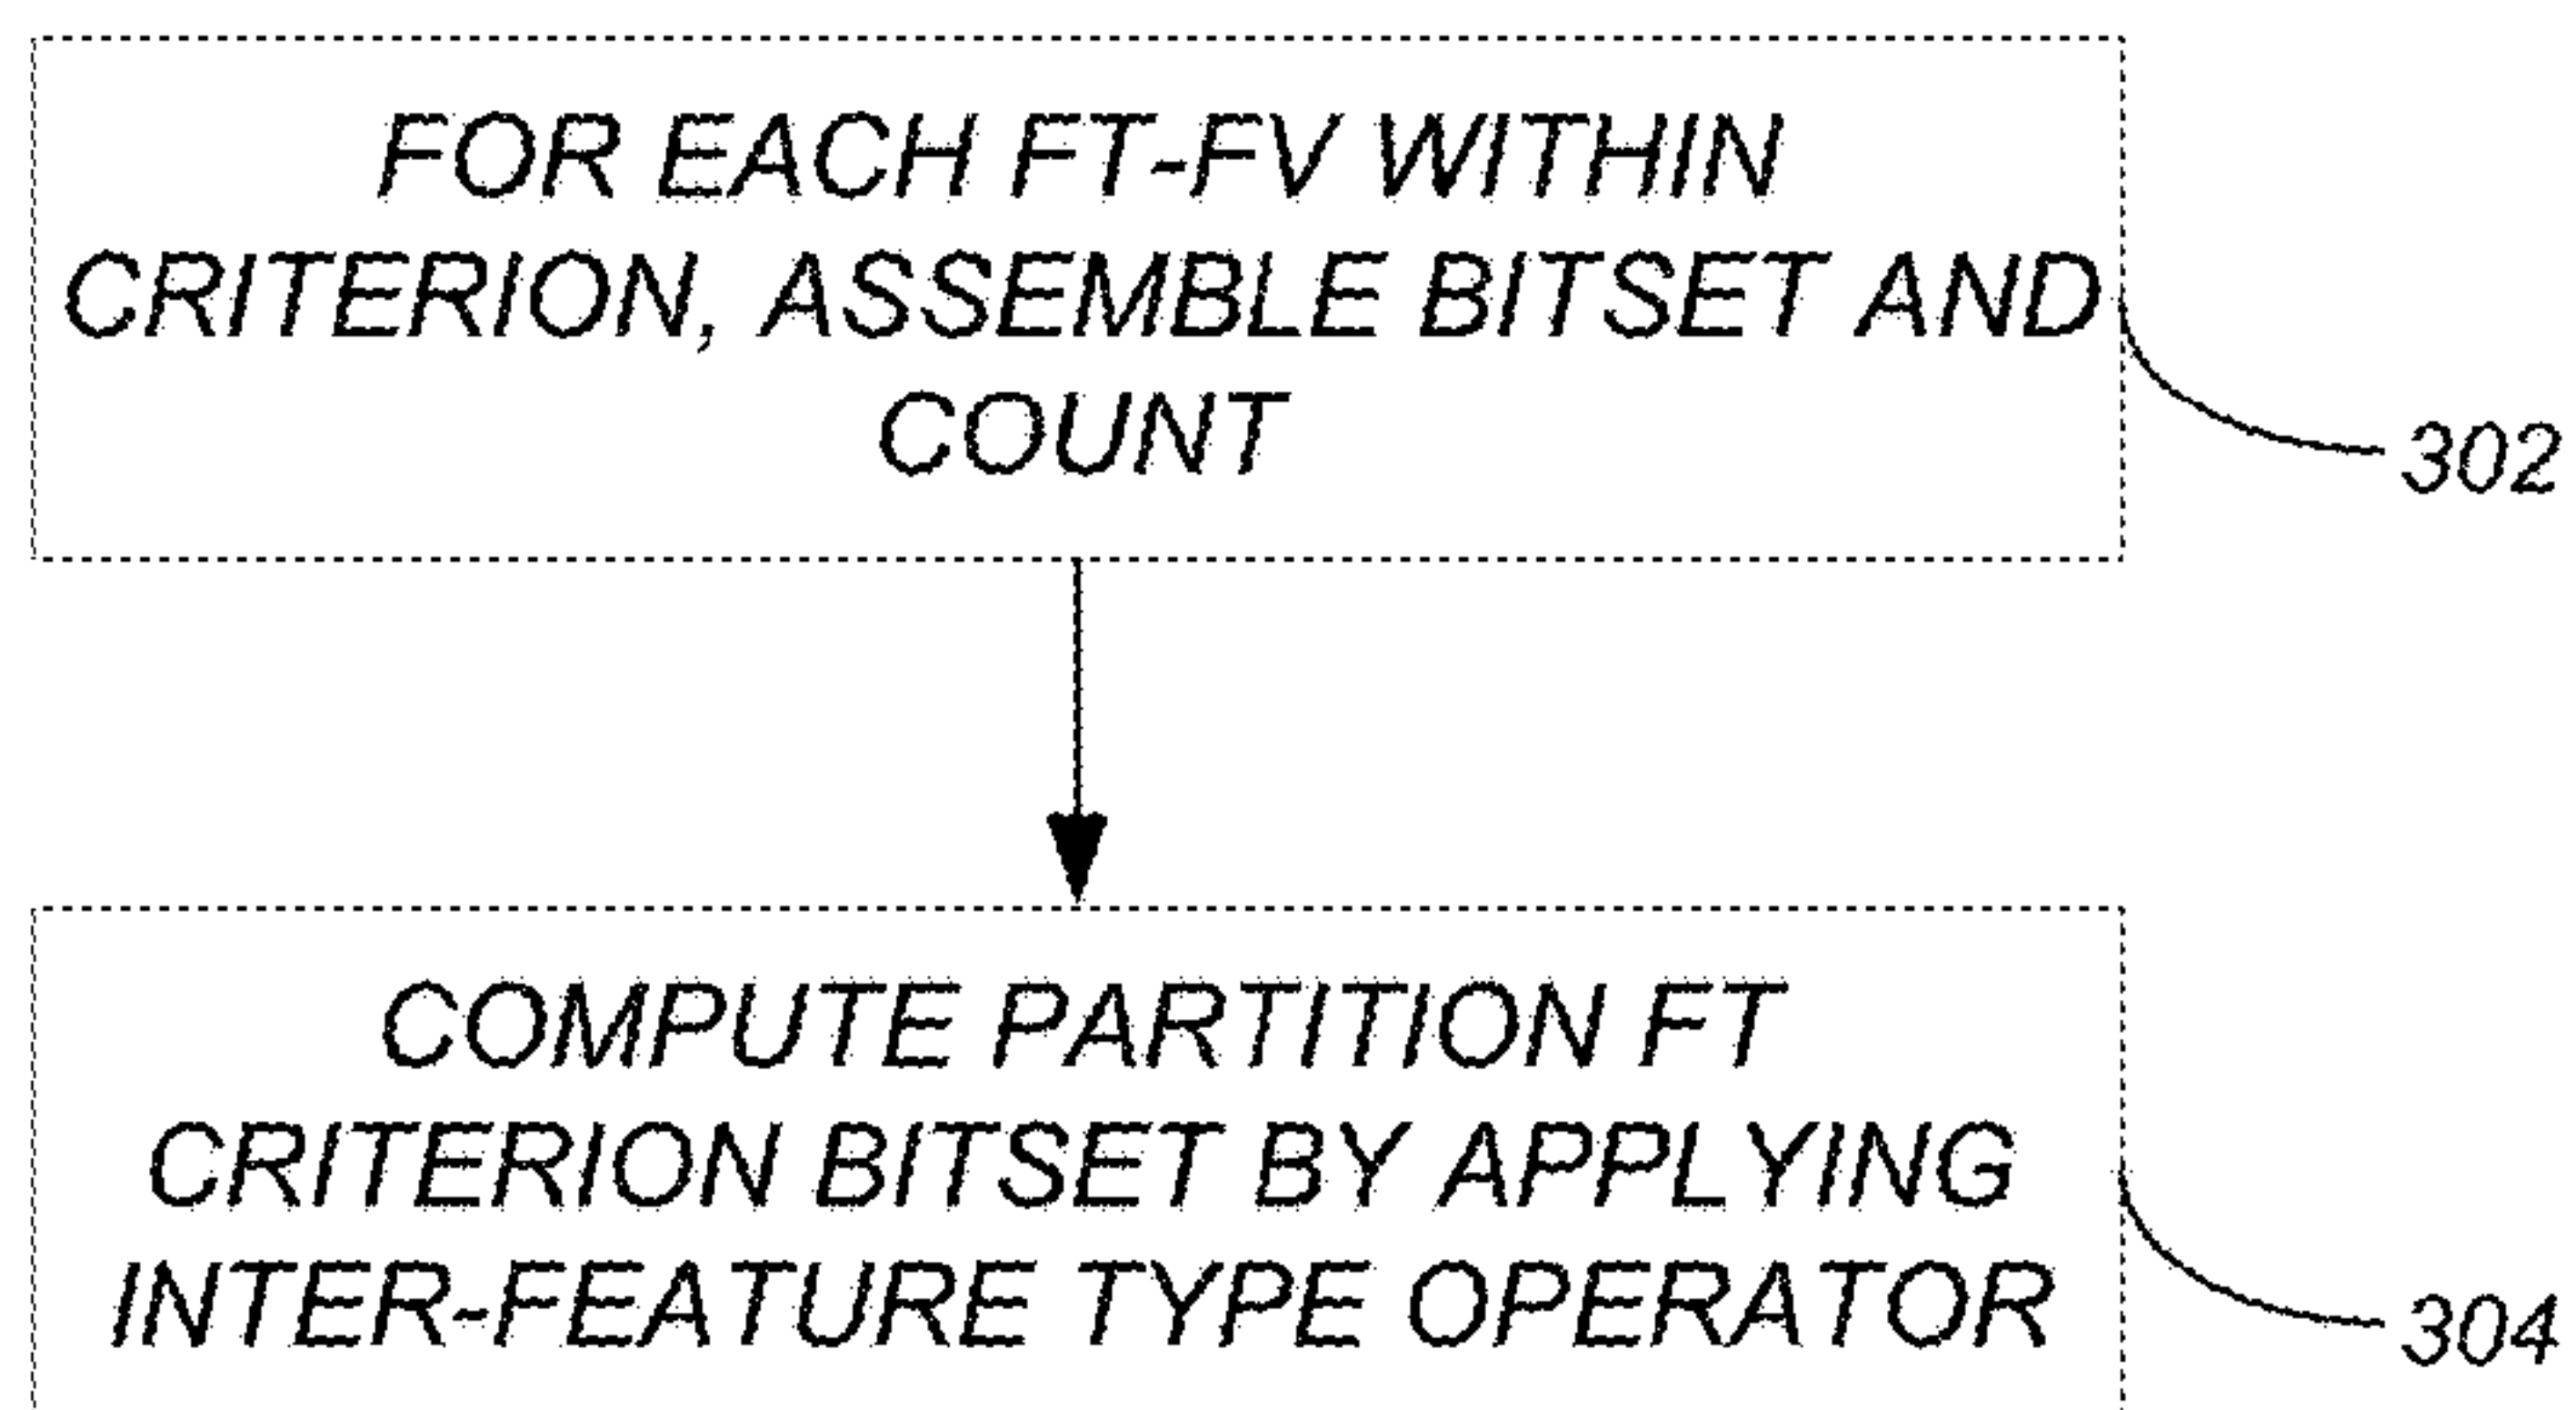 FOR EACH FT-FV WITHIN
CRITERION, ASSEMBLE BITSET AND
COUNT
302
COMPUTE PARTITION FT
CRITERION BITSET BY APPLYING
INTER-FEATURE TYPE OPERATOR
304